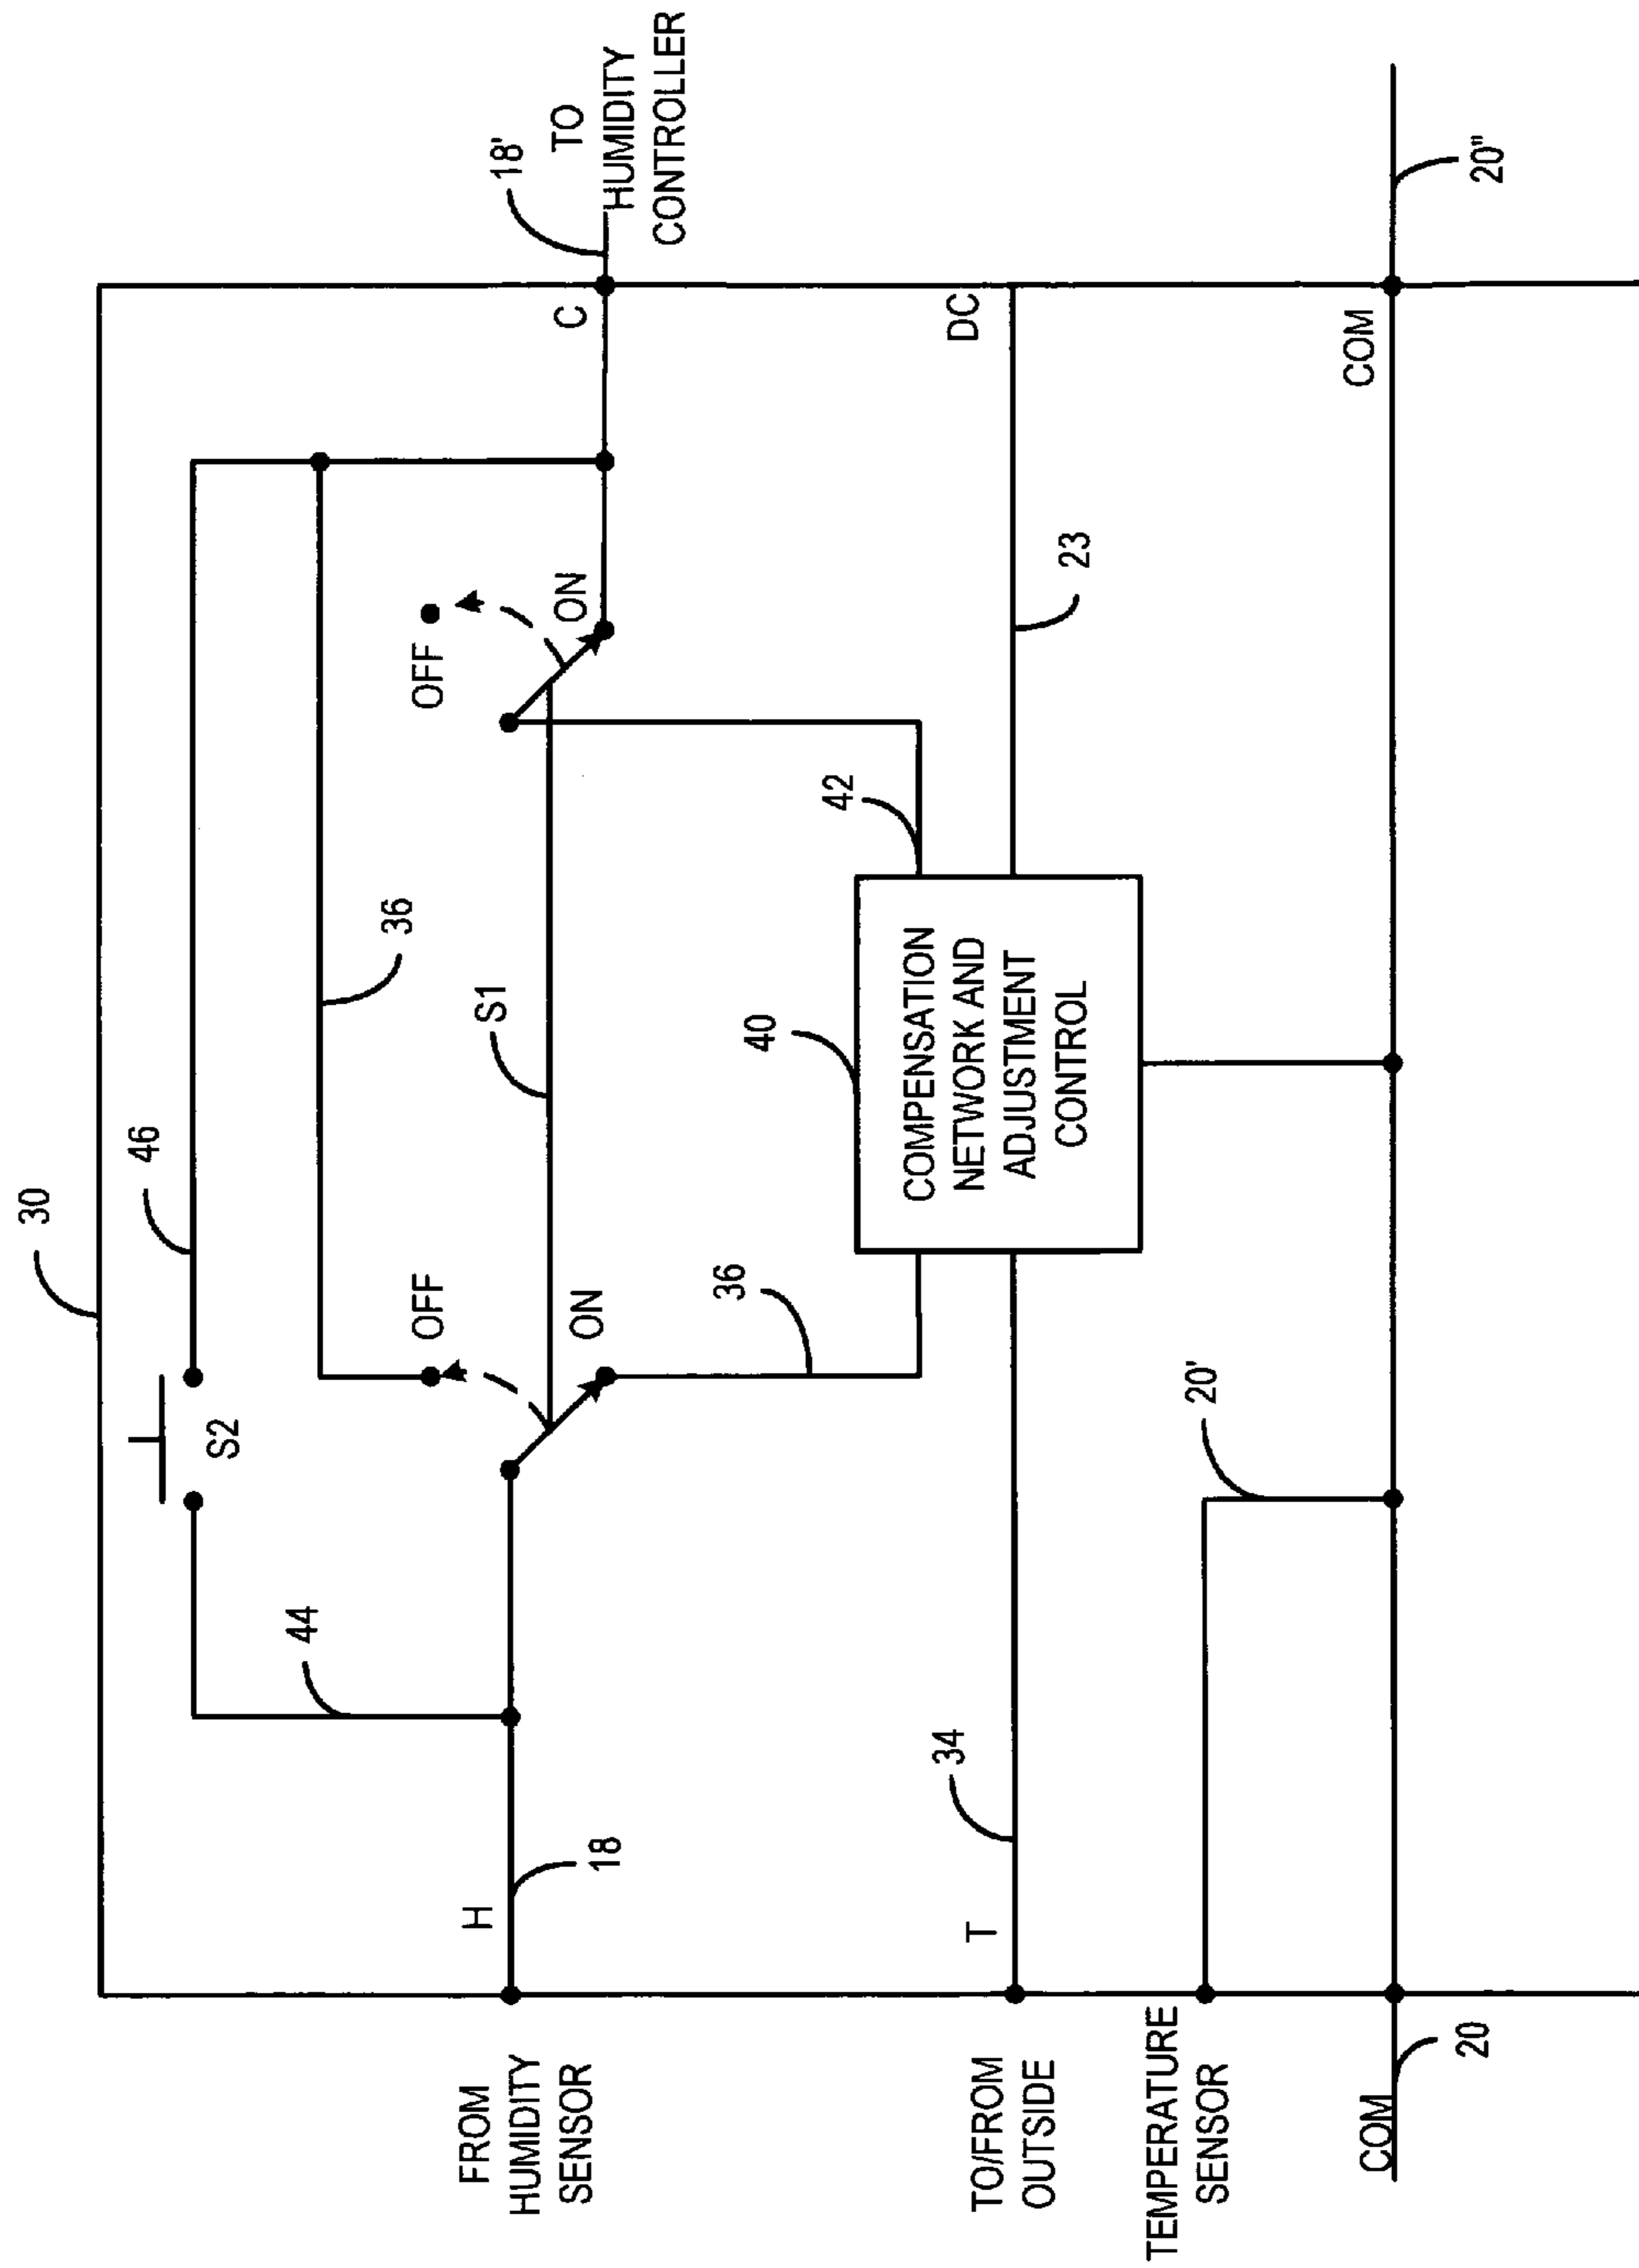 30
46
S2
44
36
OFF
OFF
S1
ON
ON
H
18
FROM
HUMIDITY
SENSOR
C
18'
TO
HUMIDITY
CONTROLLER
36
42
40
COMPENSATION
NETWORK AND
ADJUSTMENT
CONTROL
DC
23
T
34
TO/FROM
OUTSIDE
TEMPERATURE
SENSOR
20'
COM
20
COM
20"